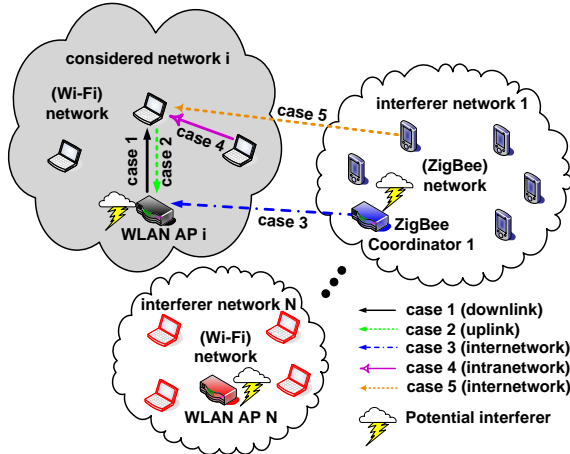 considered network i
(Wi-Fi)
network
case 1
case 2
case 4
case 5
case 3
WLAN AP i
interferer network 1
(ZigBee)
network
ZigBee
Coordinator 1
interferer network N
(Wi-Fi)
network
WLAN AP N
case 1 (downlink)
case 2 (uplink)
case 3 (internetwork)
case 4 (intranetwork)
case 5 (internetwork)
Potential interferer